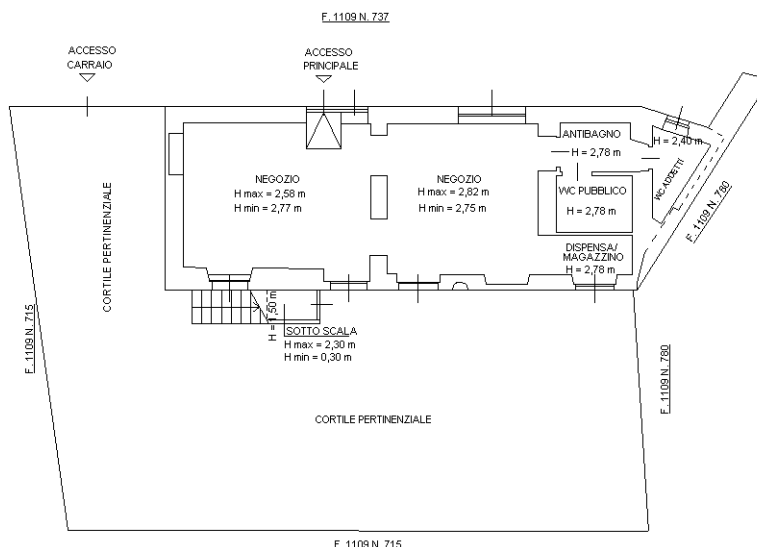 F. 1109 N. 737
ACCESSO
CARRAIO
ACCESSO
PRINCIPALE
ANTIBAGNO
H = 2,78 m
H = 2,40 m
WC ADDETTI
NEGOZIO
H max = 2,58 m
H min = 2,77 m
NEGOZIO
H max = 2,82 m
H min = 2,75 m
WC PUBBLICO
H = 2,78 m
F. 1109 N. 780
CORTILE PERTINENZIALE
DISPENSA/
MAGAZZINO
H = 2,78 m
H = 1,50 m
SOTTO SCALA
H max = 2,30 m
H min = 0,30 m
F. 1109 N. 715
F. 1109 N. 780
CORTILE PERTINENZIALE
F. 1109 N. 715